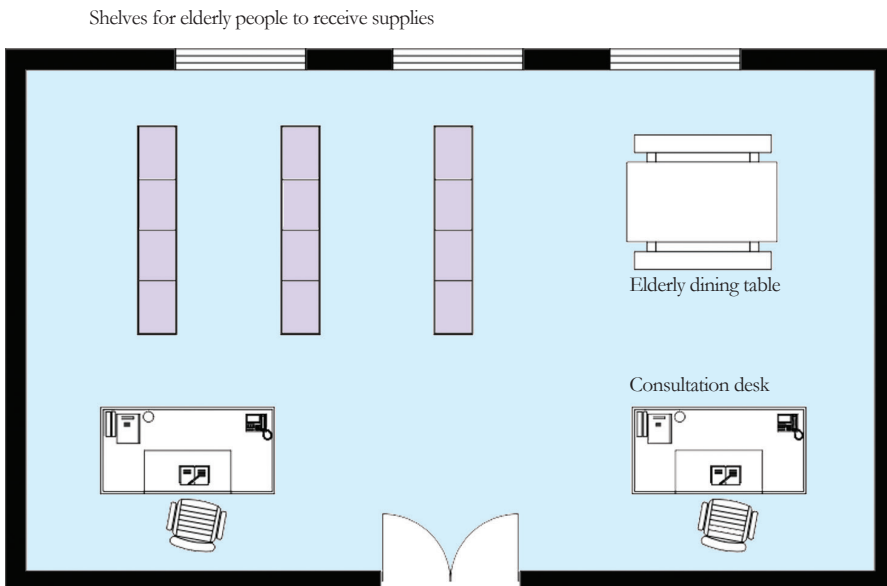 Shelves for elderly people to receive supplies
Elderly dining table
Consultation desk